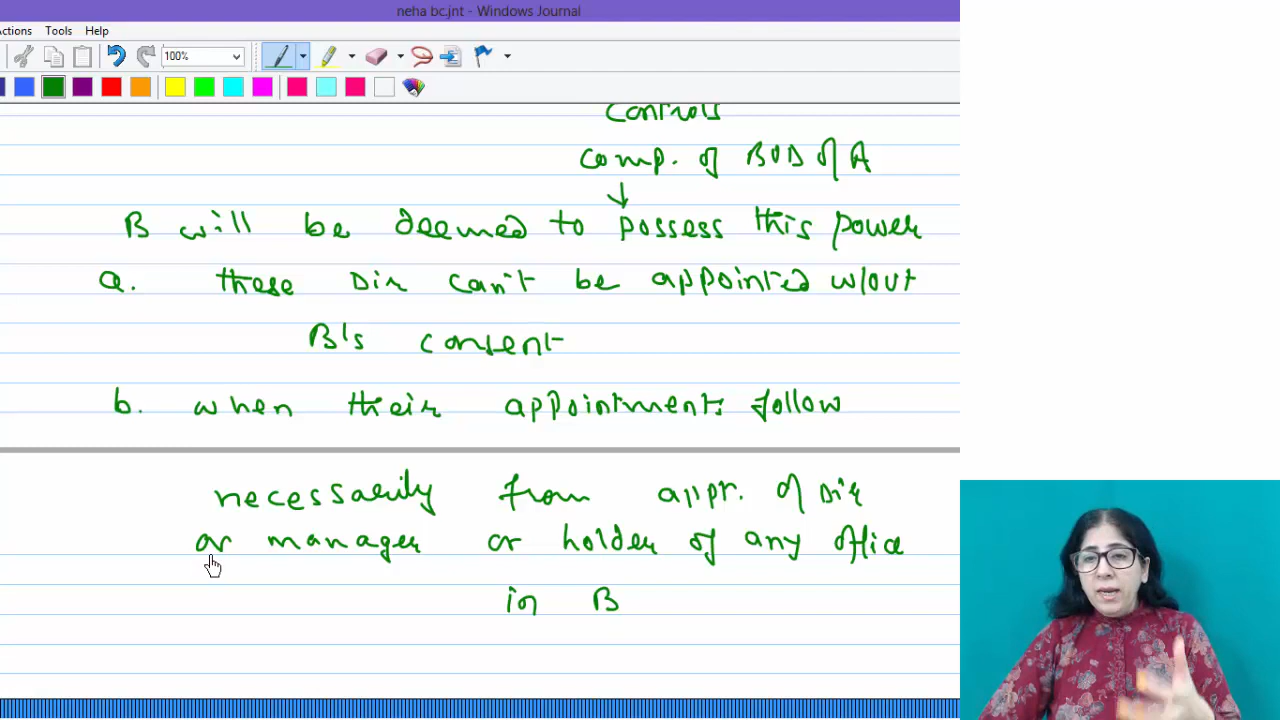 neha bc.jnt - Windows Journal
Actions Tools Help
100%
controls
comp. of BOD of A
B will be deemed to possess this power
a. these Dir can't be appointed w/out
B's consent
b. when their appointments follow
necessarily from appt. of Dir
or manager or holder of any office
in B